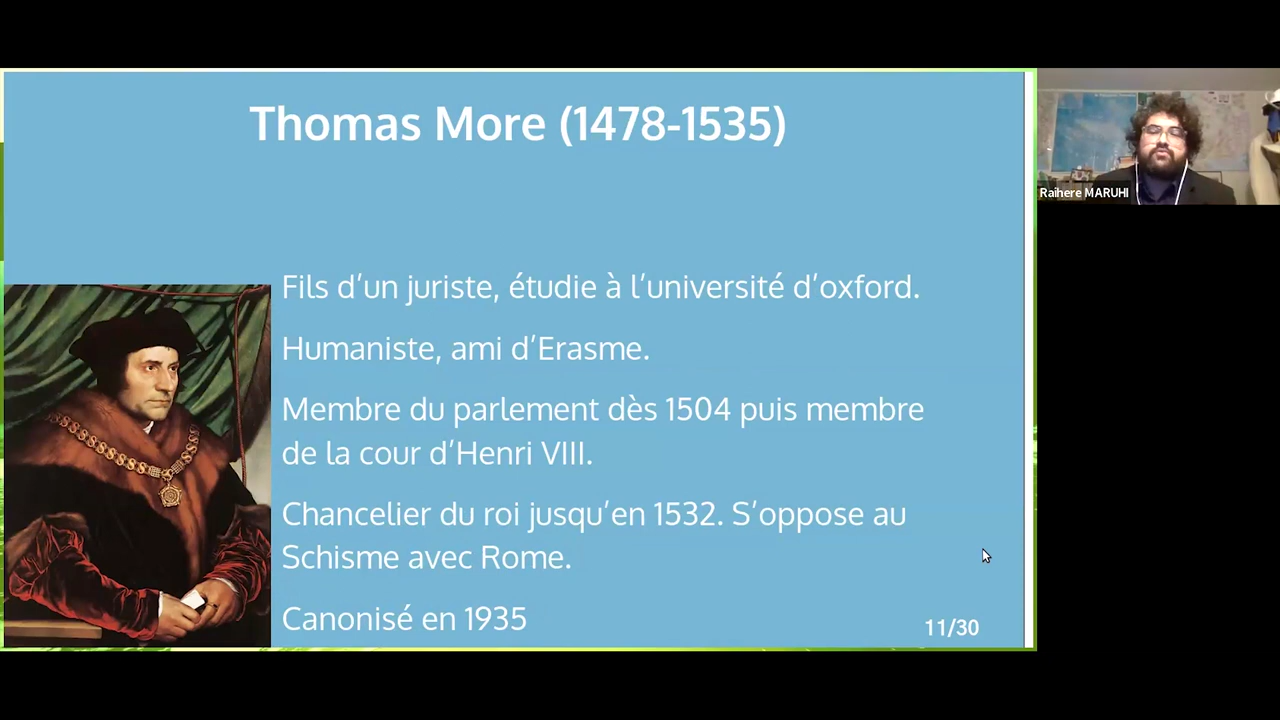 Thomas More (1478-1535)
Fils d’un juriste, étudie à l’université d’oxford.
Humaniste, ami d’Erasme.
Membre du parlement dès 1504 puis membre
de la cour d’Henri VIII.
Chancelier du roi jusqu’en 1532. S’oppose au
Schisme avec Rome.
Canonisé en 1935
11/30
Raihere MARUHI